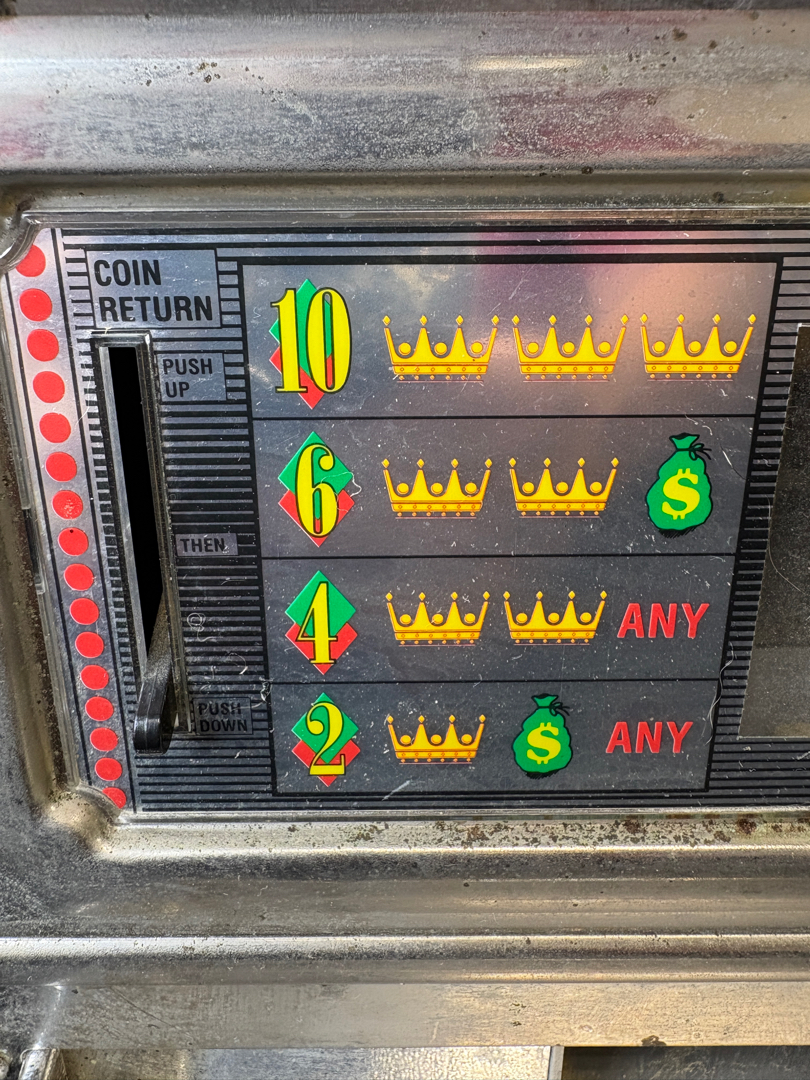 COIN
RETURN
PUSH
UP
THEN
PUSH
DOWN
10
6 $
4 ANY
2 $ ANY